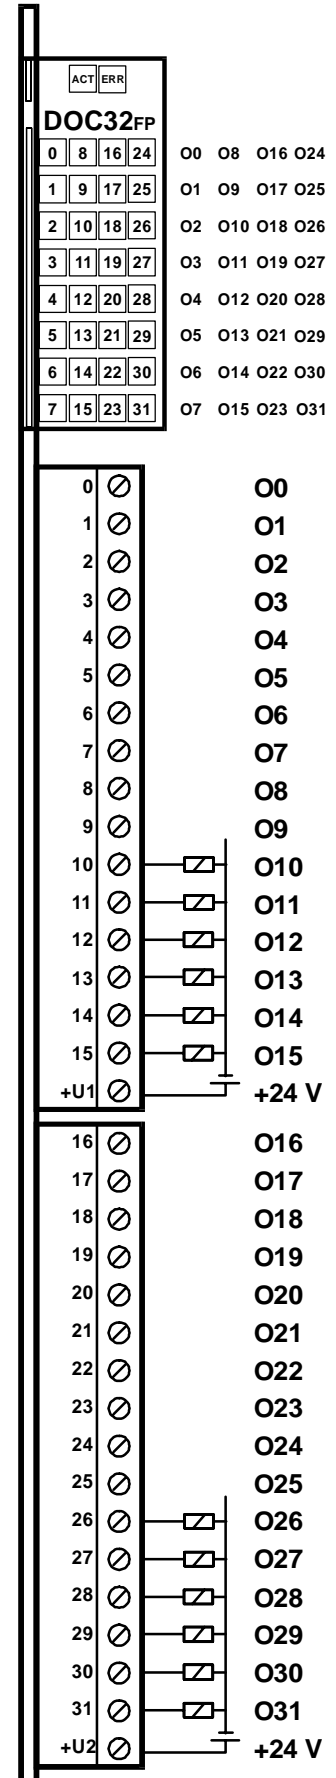 ACT ERR
DOC32FP
0 8 16 24 O0 O8 O16 O24
1 9 17 25 O1 O9 O17 O25
2 10 18 26 O2 O10 O18 O26
3 11 19 27 O3 O11 O19 O27
4 12 20 28 O4 O12 O20 O28
5 13 21 29 O5 O13 O21 O29
6 14 22 30 O6 O14 O22 O30
7 15 23 31 O7 O15 O23 O31
0 O0
1 O1
2 O2
3 O3
4 O4
5 O5
6 O6
7 O7
8 O8
9 O9
10 O10
11 O11
12 O12
13 O13
14 O14
15 O15
+U1 +24 V
16 O16
17 O17
18 O18
19 O19
20 O20
21 O21
22 O22
23 O23
24 O24
25 O25
26 O26
27 O27
28 O28
29 O29
30 O30
31 O31
+U2 +24 V